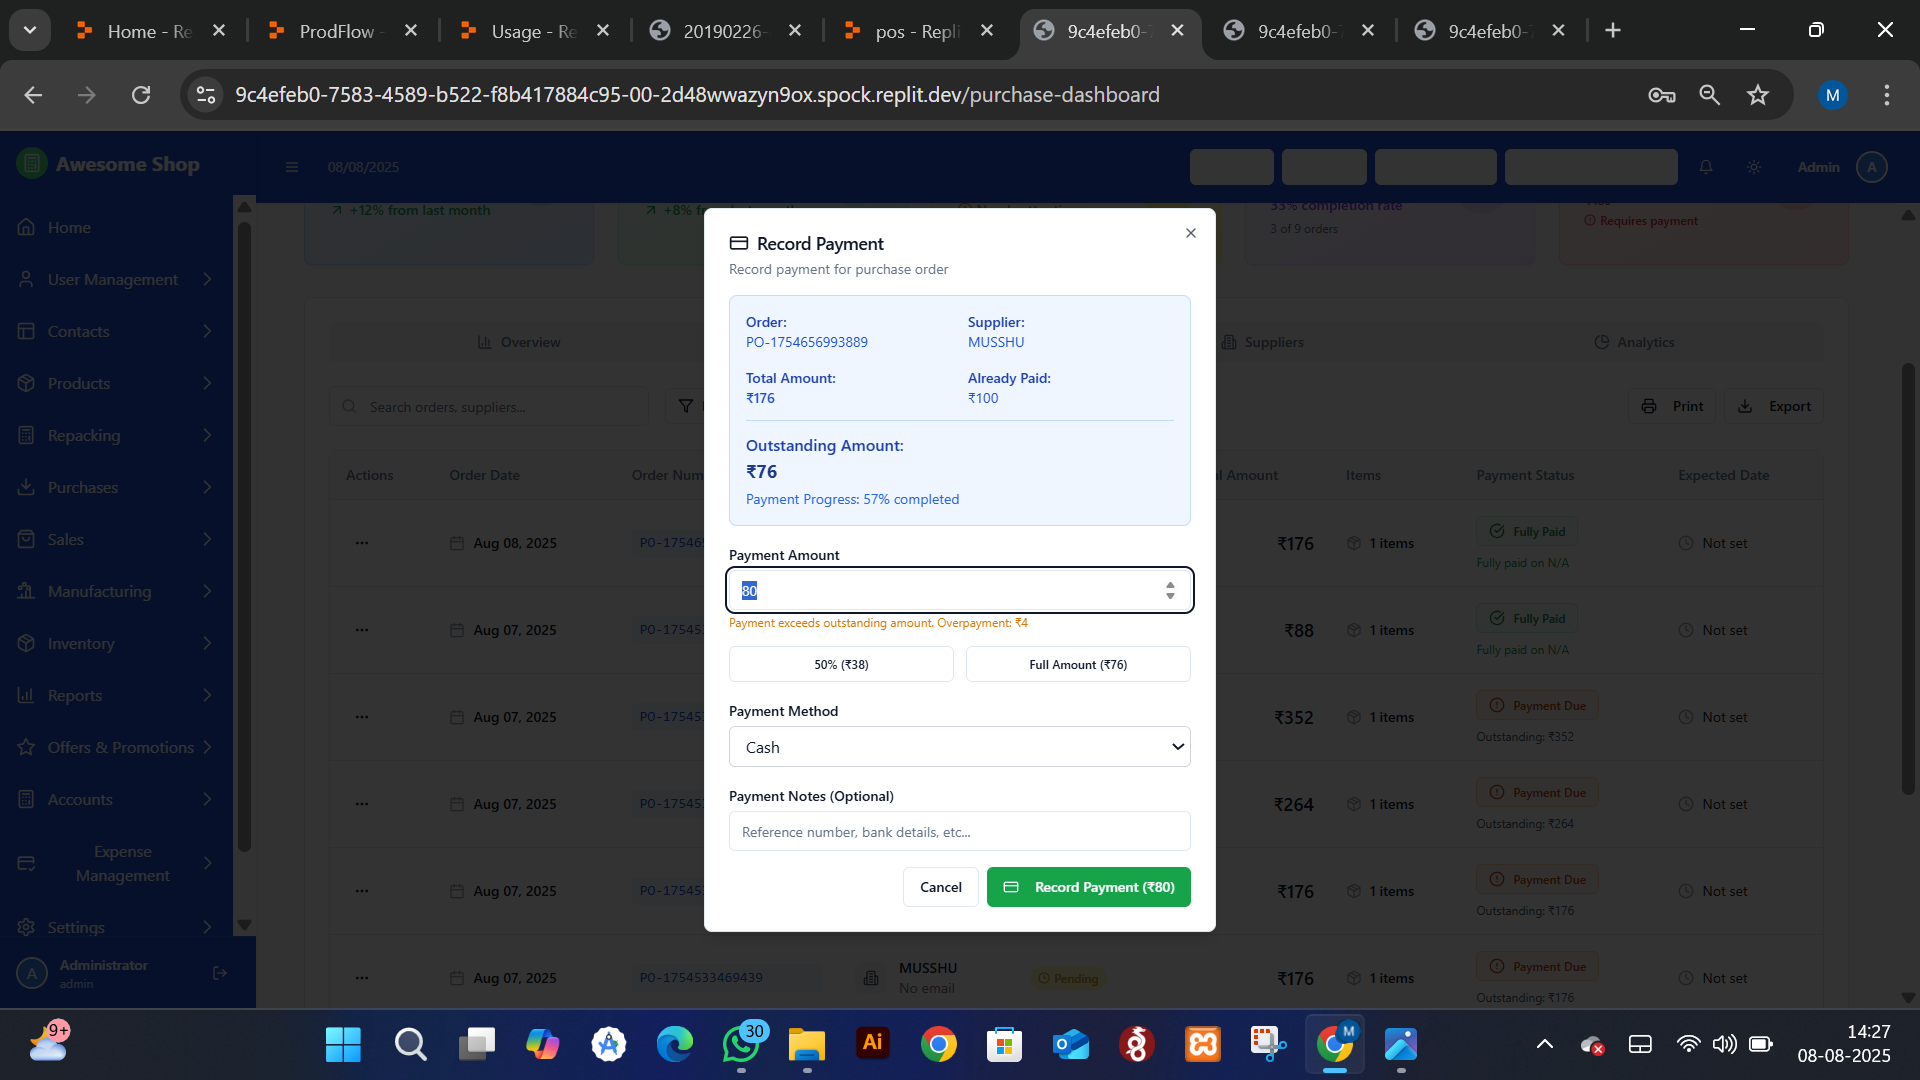 Home - Re
ProdFlow -
Usage - Re
20190226-
pos - Repli
9c4efeb0-7
9c4efeb0-7
9c4efeb0-7
9c4efeb0-7583-4589-b522-f8b417884c95-00-2d48wwazyn9ox.spock.replit.dev/purchase-dashboard
M
Awesome Shop
08/08/2025
Admin
A
Home
User Management
Contacts
Products
Repacking
Purchases
Sales
Manufacturing
Inventory
Reports
Offers & Promotions
Accounts
Expense
Management
Settings
A
Administrator
admin
+12% from last month
33% completion rate
3 of 9 orders
Requires payment
Overview
Suppliers
Analytics
Search orders, suppliers...
Print
Export
Actions
Order Date
Order Num
Amount
Items
Payment Status
Expected Date
Aug 08, 2025
PO-17546
₹176
1 items
Fully Paid
Fully paid on N/A
Not set
Aug 07, 2025
PO-17545
₹88
1 items
Fully Paid
Fully paid on N/A
Not set
Aug 07, 2025
PO-17545
₹352
1 items
Payment Due
Outstanding: ₹352
Not set
Aug 07, 2025
PO-17545
₹264
1 items
Payment Due
Outstanding: ₹264
Not set
Aug 07, 2025
PO-17545
₹176
1 items
Payment Due
Outstanding: ₹176
Not set
Aug 07, 2025
PO-1754533469439
MUSSHU
No email
Pending
₹176
1 items
Payment Due
Outstanding: ₹176
Not set
Record Payment
Record payment for purchase order
Order:
PO-1754656993889
Supplier:
MUSSHU
Total Amount:
₹176
Already Paid:
₹100
Outstanding Amount:
₹76
Payment Progress: 57% completed
Payment Amount
80
Payment exceeds outstanding amount. Overpayment: ₹4
50% (₹38)
Full Amount (₹76)
Payment Method
Cash
Payment Notes (Optional)
Reference number, bank details, etc...
Cancel
Record Payment (₹80)
9+
30
Ai
M
14:27
08-08-2025